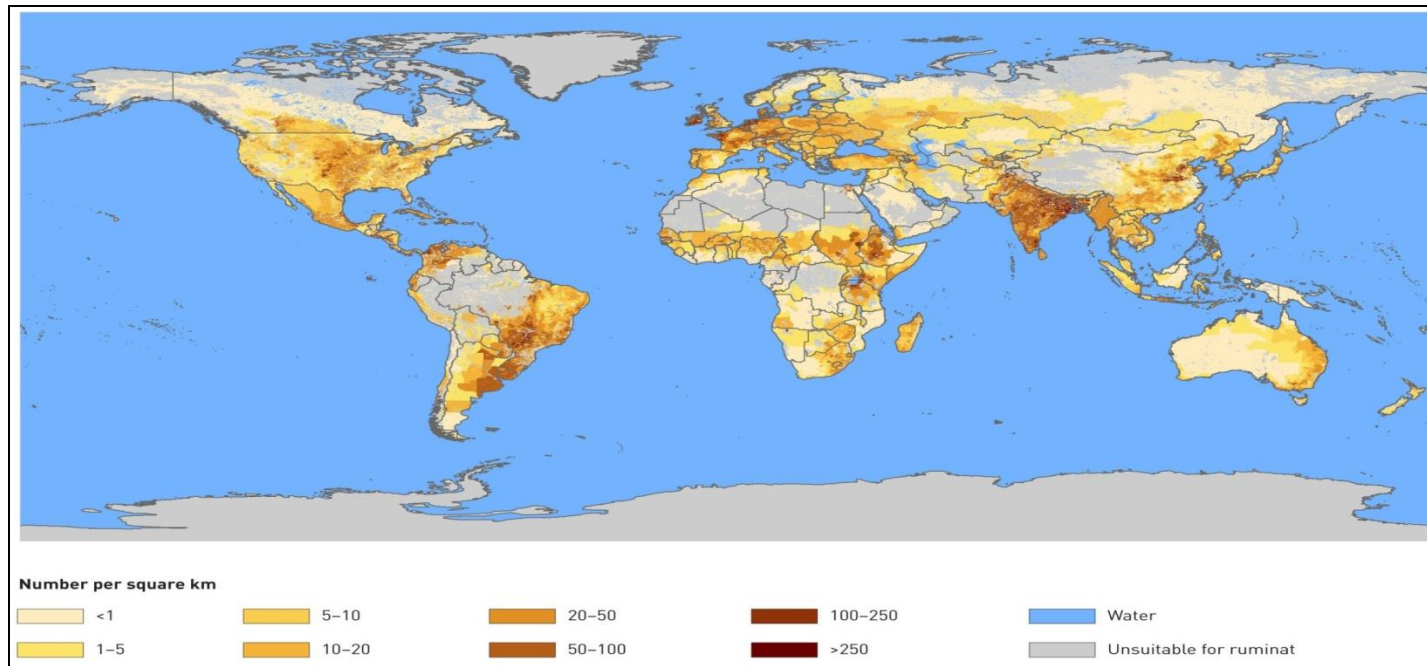 Number per square km
<1 5–10 20–50 100–250 Water
1–5 10–20 50–100 >250 Unsuitable for ruminat